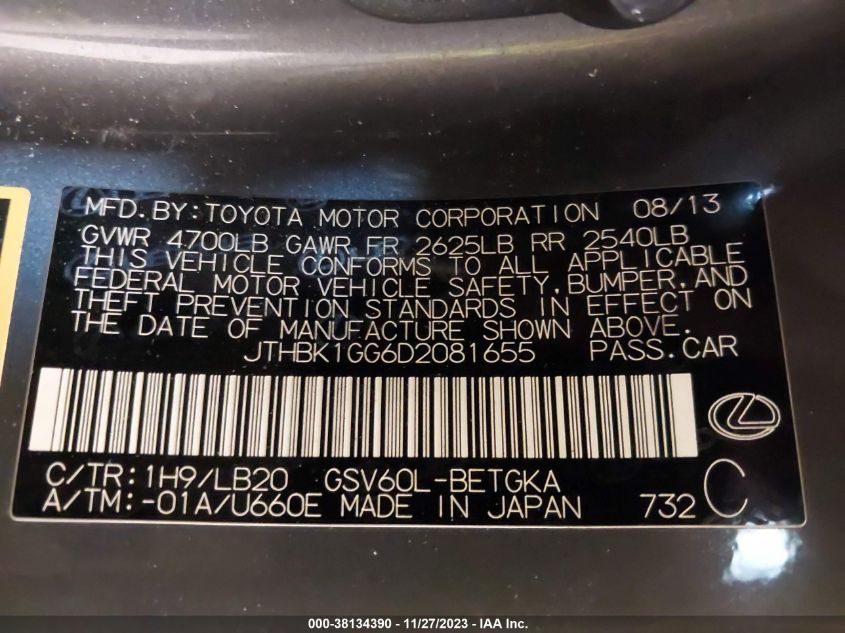 MFD.BY:TOYOTA MOTOR CORPORATION 08/13
GVWR 4700LB GAWR FR 2625LB RR 2540LB
THIS VEHICLE CONFORMS TO ALL APPLICABLE
FEDERAL MOTOR VEHICLE SAFETY,BUMPER,AND
THEFT PREVENTION STANDARDS IN EFFECT ON
THE DATE OF MANUFACTURE SHOWN ABOVE.
JTHBK1GG6D2081655 PASS.CAR
C/TR:1H9/LB20 GSV60L-BETGKA
A/TM:-01A/U660E MADE IN JAPAN 732 C
000-38134390 - 11/27/2023 - IAA Inc.